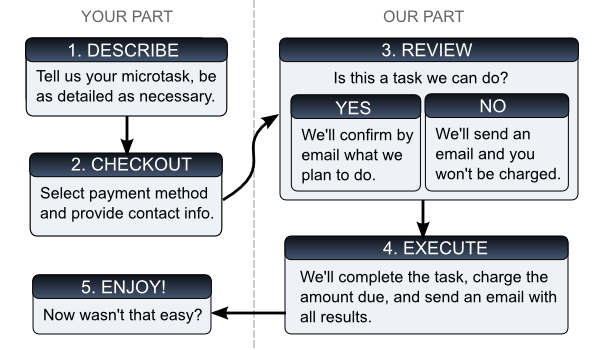 YOUR PART
OUR PART
1. DESCRIBE
Tell us your microtask, be
as detailed as necessary.
2. CHECKOUT
Select payment method
and provide contact info.
3. REVIEW
Is this a task we can do?
YES
We'll confirm by
email what we
plan to do.
NO
We'll send an
email and you
won't be charged.
4. EXECUTE
We'll complete the task, charge the
amount due, and send an email with
all results.
5. ENJOY!
Now wasn't that easy?